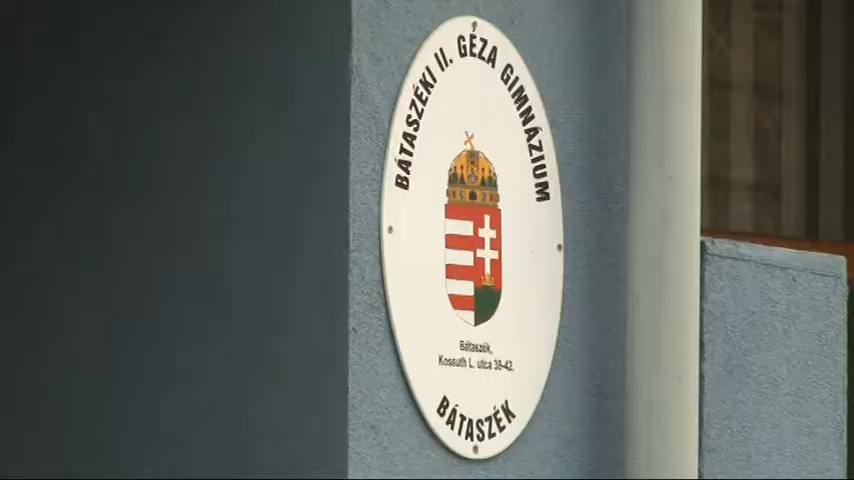 BÁTASZÉKI II. GÉZA GIMNÁZIUM
Bátaszék,
Kossuth L. utca 38-42.
BÁTASZÉK